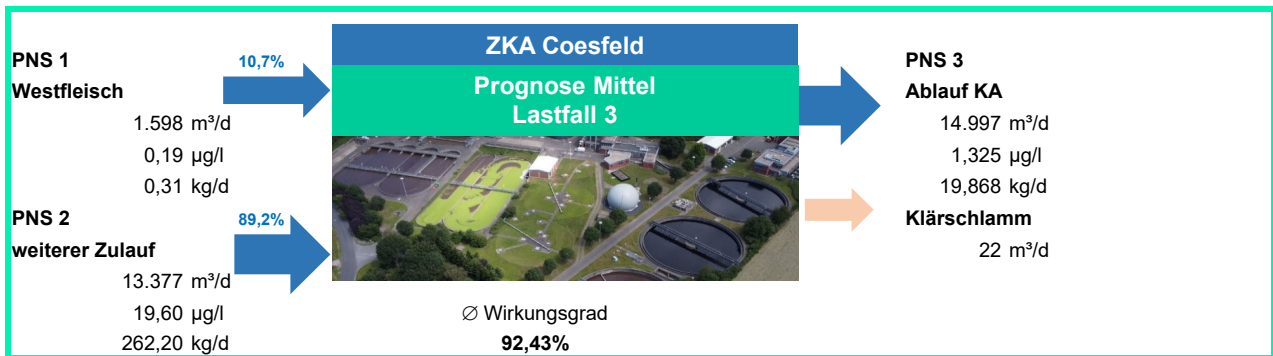 PNS 1
Westfleisch
10,7%
1.598 m³/d
0,19 µg/l
0,31 kg/d
PNS 2
weiterer Zulauf
89,2%
13.377 m³/d
19,60 µg/l
262,20 kg/d
ZKA Coesfeld
Prognose Mittel
Lastfall 3
∅ Wirkungsgrad
92,43%
PNS 3
Ablauf KA
14.997 m³/d
1,325 µg/l
19,868 kg/d
Klärschlamm
22 m³/d